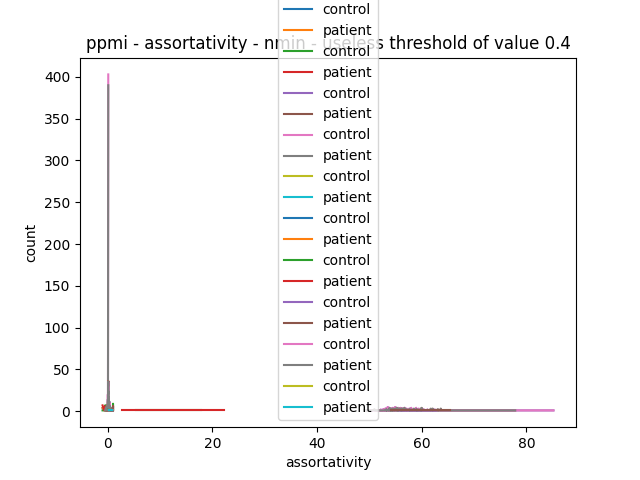 ppmi - assortativity - nmin - useless threshold of value 0.4
control
patient
control
patient
control
patient
control
patient
control
patient
control
patient
control
patient
control
patient
control
patient
control
patient
400
350
300
250
200
150
100
50
0
count
0 20 40 60 80
assortativity